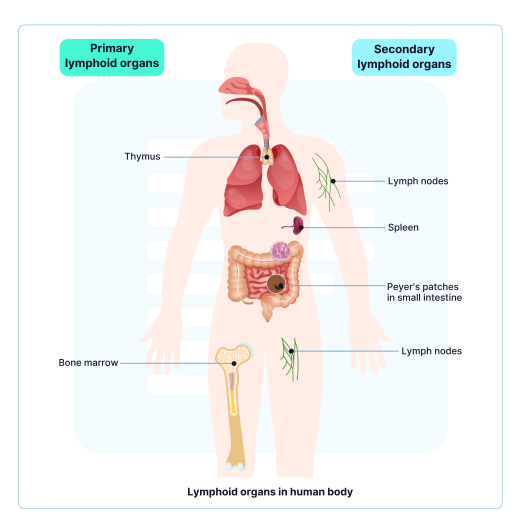 Primary
lymphoid organs
Secondary
lymphoid organs
Thymus
Lymph nodes
Spleen
Peyer's patches
in small intestine
Lymph nodes
Bone marrow
Lymphoid organs in human body